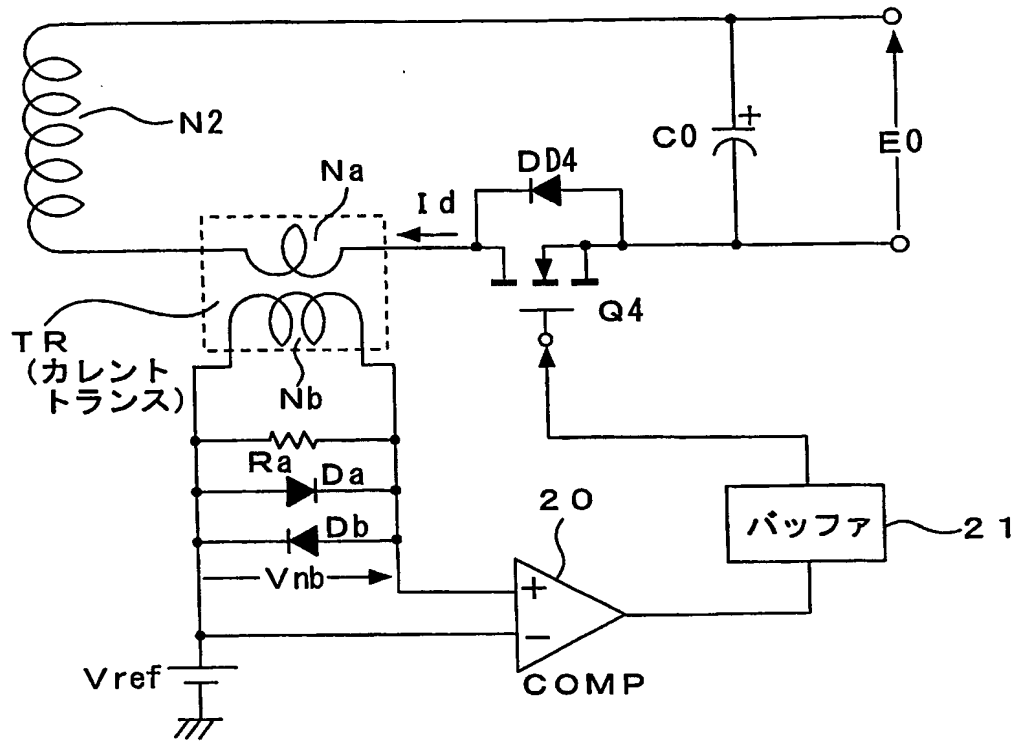 N2
C0
+
E0
Na
DD4
Id
Q4
TR
(カレント
トランス)
Nb
Ra
Da
Db
Vnb
20
バッファ
21
+
−
COMP
Vref